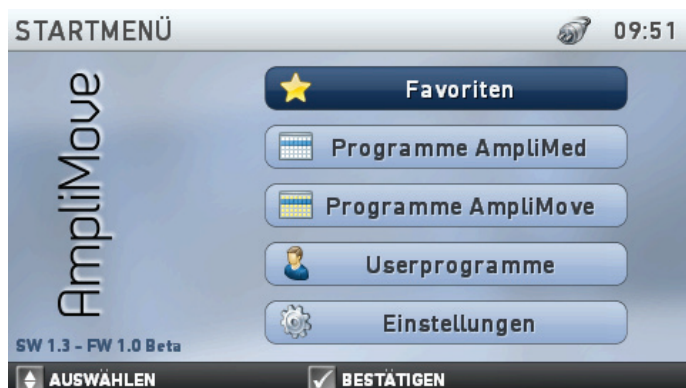 STARTMENÜ 09:51
AmpliMove
Favoriten
Programme AmpliMed
Programme AmpliMove
Userprogramme
Einstellungen
SW 1.3 - FW 1.0 Beta
AUSWÄHLEN BESTÄTIGEN